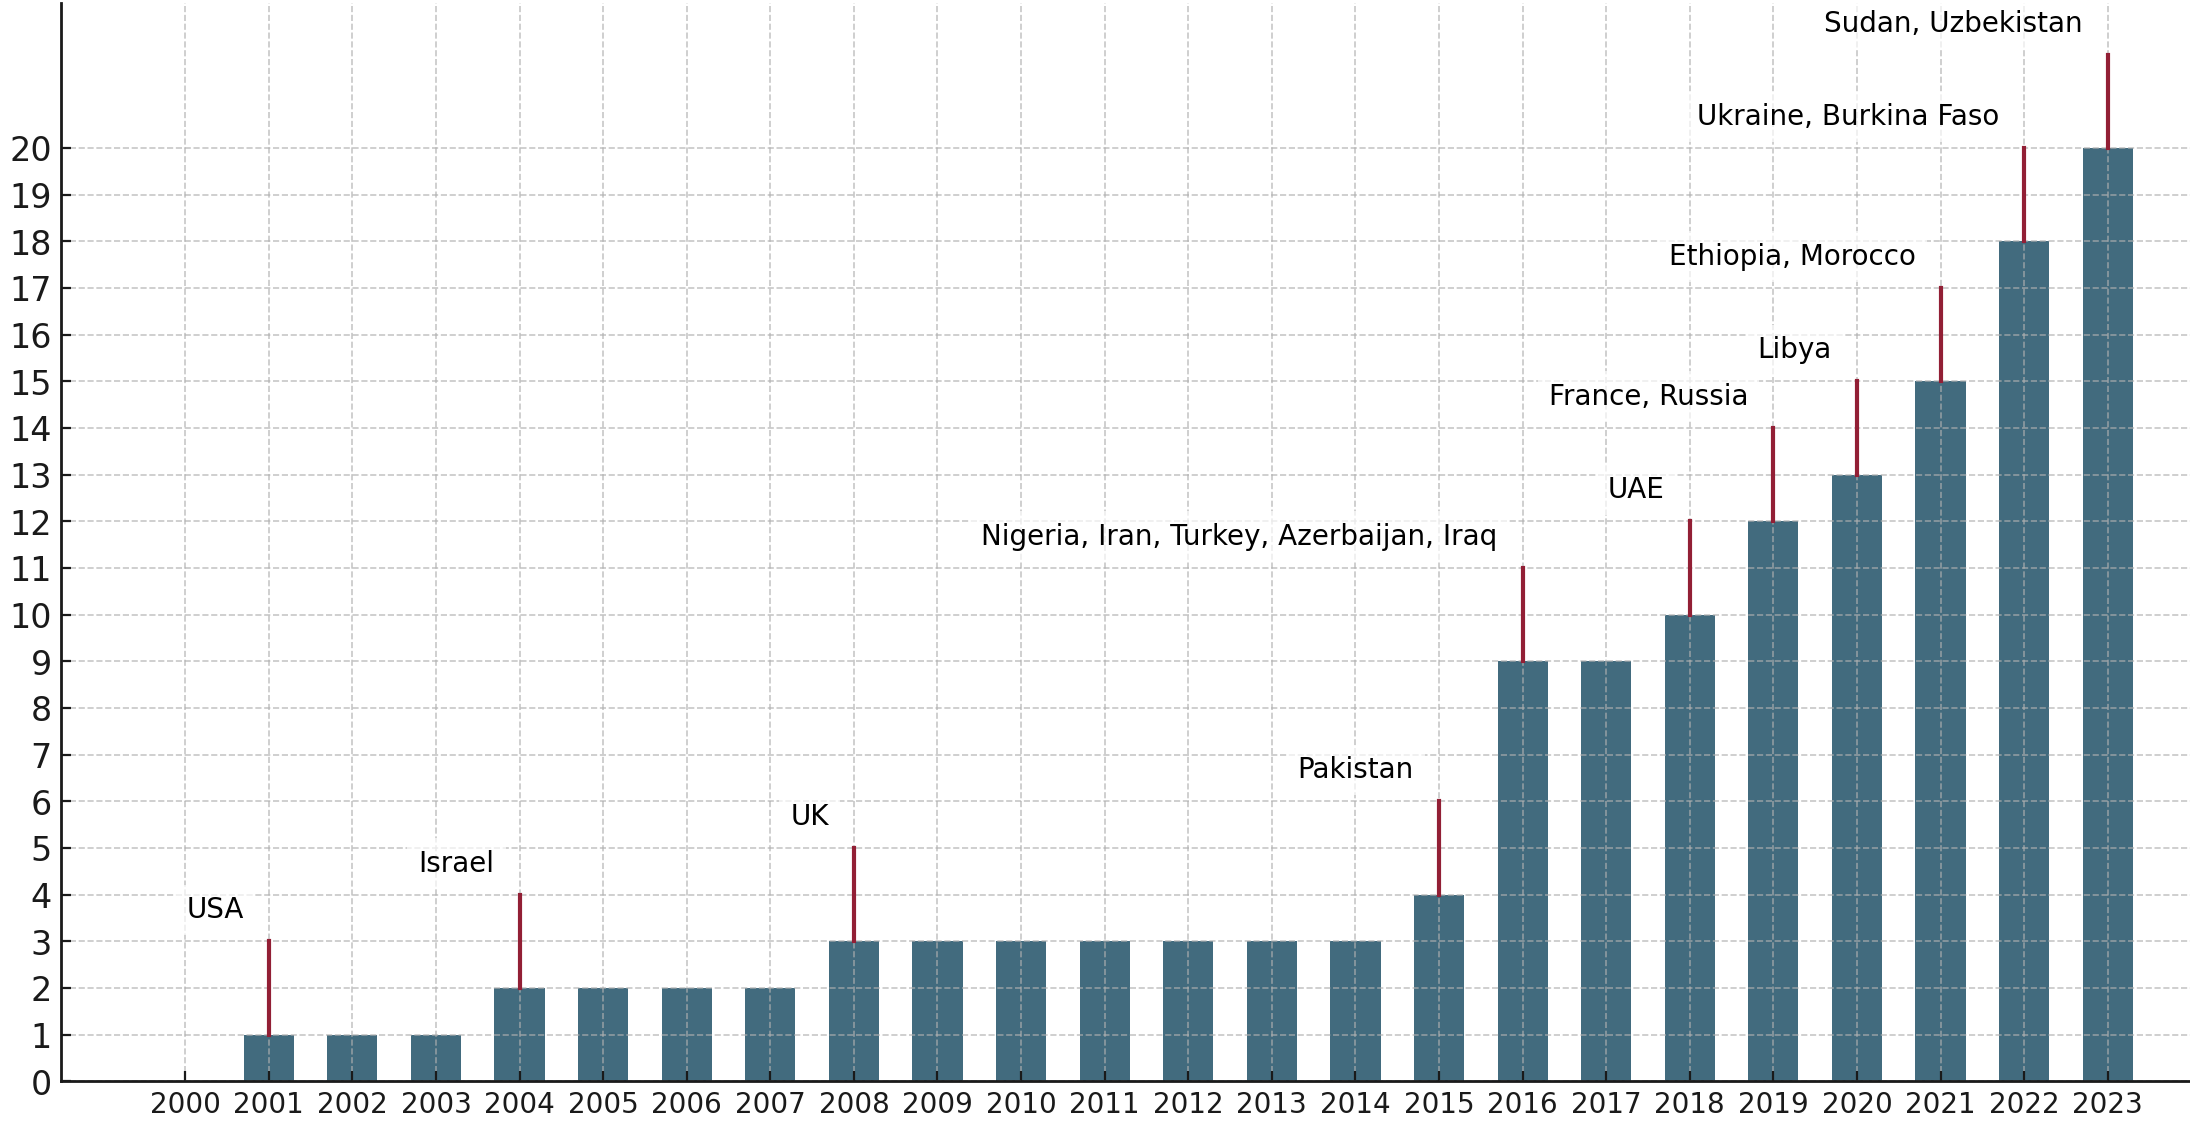 Sudan, Uzbekistan
Ukraine, Burkina Faso
20
19
18
Ethiopia, Morocco
17
16
Libya
15
France, Russia
14
13
UAE
12
Nigeria, Iran, Turkey, Azerbaijan, Iraq
11
10
9
8
7
Pakistan
6
UK
5
Israel
4
USA
3
2
1
0
2000 2001 2002 2003 2004 2005 2006 2007 2008 2009 2010 2011 2012 2013 2014 2015 2016 2017 2018 2019 2020 2021 2022 2023